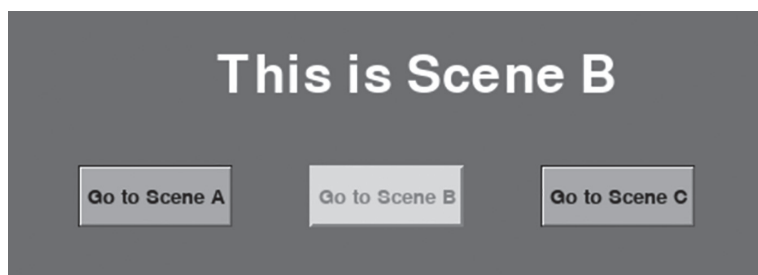 This is Scene B
Go to Scene A
Go to Scene B
Go to Scene C